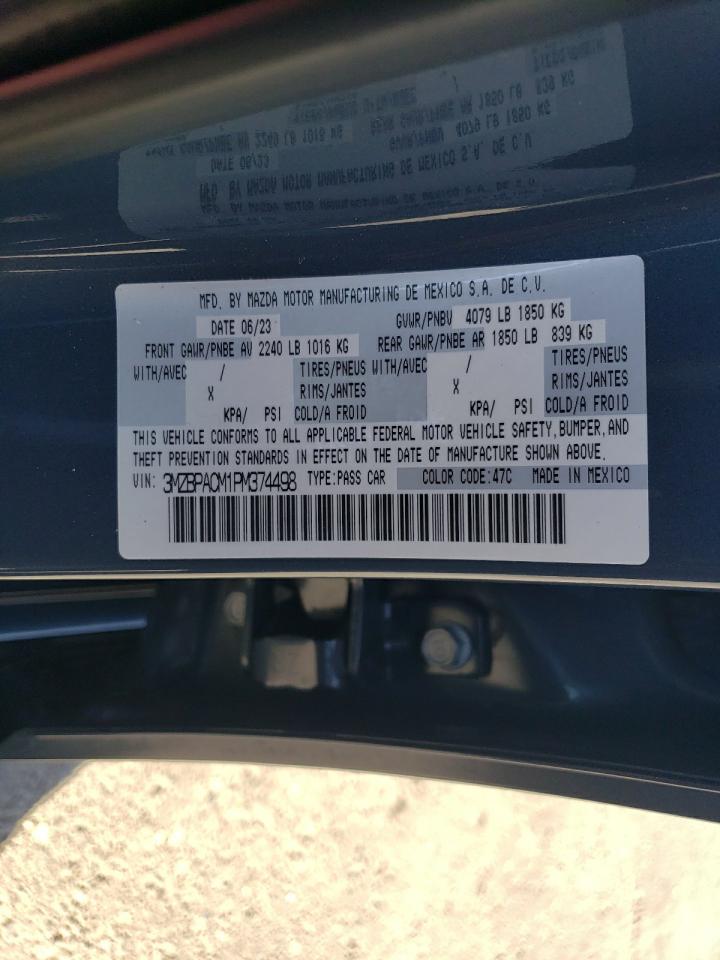 MFD. BY MAZDA MOTOR MANUFACTURING DE MEXICO S.A. DE C.V.
DATE 06/23 GVWR/PNBV 4079 LB 1850 KG
FRONT GAWR/PNBE AV 2240 LB 1016 KG REAR GAWR/PNBE AR 1850 LB 839 KG
WITH/AVEC / TIRES/PNEUS WITH/AVEC / TIRES/PNEUS
X RIMS/JANTES X RIMS/JANTES
KPA/ PSI COLD/A FROID KPA/ PSI COLD/A FROID
THIS VEHICLE CONFORMS TO ALL APPLICABLE FEDERAL MOTOR VEHICLE SAFETY, BUMPER, AND
THEFT PREVENTION STANDARDS IN EFFECT ON THE DATE OF MANUFACTURE SHOWN ABOVE.
VIN: 3MZBPACM1PM374498 TYPE:PASS CAR COLOR CODE:47C MADE IN MEXICO